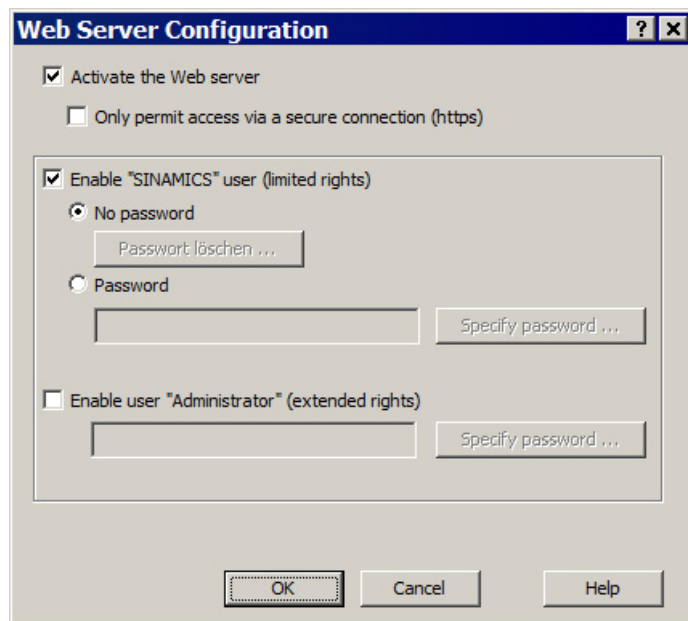 Web Server Configuration
Activate the Web server
Only permit access via a secure connection (https)
Enable "SINAMICS" user (limited rights)
No password
Passwort löschen ...
Password
Specify password ...
Enable user "Administrator" (extended rights)
Specify password ...
OK Cancel Help